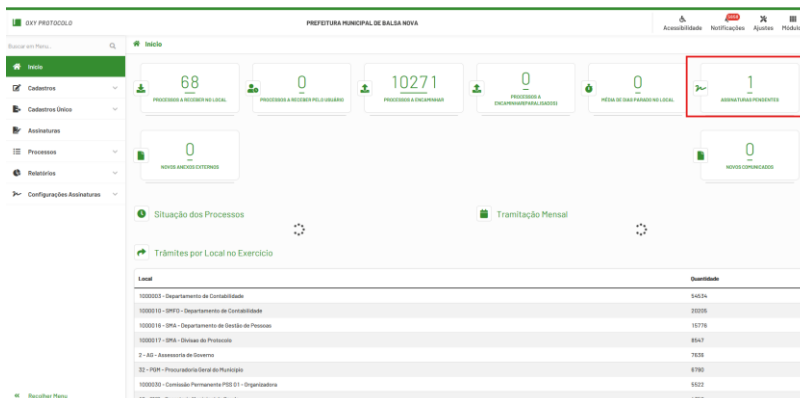 OXY PROTOCOLO
PREFEITURA MUNICIPAL DE BALSA NOVA
Acessibilidade
Notificações
Ajustes
Módulo
Buscar em Menu...
Início
Início
Cadastros
Cadastros Único
Assinaturas
Processos
Relatórios
Configurações Assinaturas
68
PROCESSOS A RECEBER NO LOCAL
0
PROCESSOS A RECEBER PELO USUÁRIO
10271
PROCESSOS A ENCAMINHAR
0
PROCESSOS A
ENCAMINHAR(PARALISADOS)
0
MÉDIA DE DIAS PARADO NO LOCAL
1
ASSINATURAS PENDENTES
0
NOVOS ANEXOS EXTERNOS
0
NOVOS COMUNICADOS
Situação dos Processos
Tramitação Mensal
Trâmites por Local no Exercício
Local Quantidade
1000003 - Departamento de Contabilidade 54534
1000010 - SMFO - Departamento de Contabilidade 20205
1000016 - SMA - Departamento de Gestão de Pessoas 15776
1000017 - SMA - Divisao do Protocolo 8547
2 - AG - Assessoria de Governo 7636
32 - PGM - Procuradoria Geral do Município 6790
1000030 - Comissão Permanente PSS 01 - Organizadora 5522
Recolher Menu